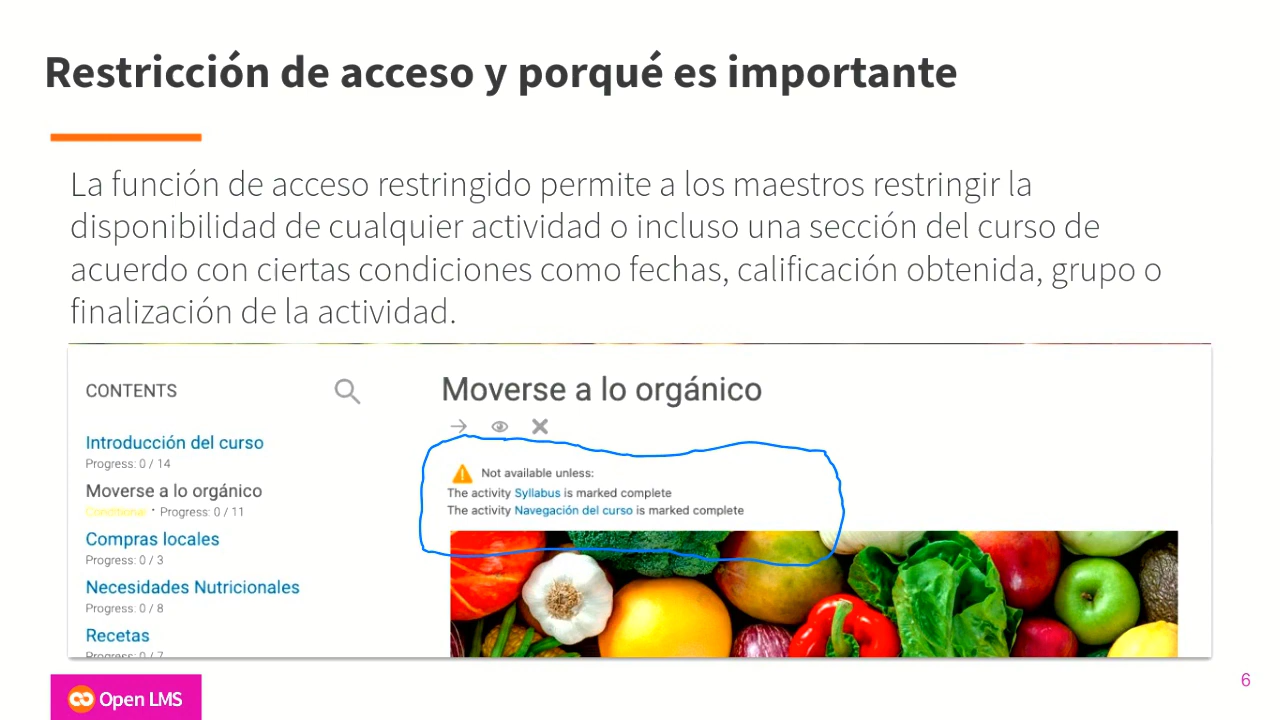 Restricción de acceso y porqué es importante
La función de acceso restringido permite a los maestros restringir la
disponibilidad de cualquier actividad o incluso una sección del curso de
acuerdo con ciertas condiciones como fechas, calificación obtenida, grupo o
finalización de la actividad.
CONTENTS
Introducción del curso
Progress: 0 / 14
Moverse a lo orgánico
Conditional · Progress: 0 / 11
Compras locales
Progress: 0 / 3
Necesidades Nutricionales
Progress: 0 / 8
Recetas
Progress: 0 / 7
Moverse a lo orgánico
Not available unless:
The activity Syllabus is marked complete
The activity Navegación del curso is marked complete
Open LMS
6